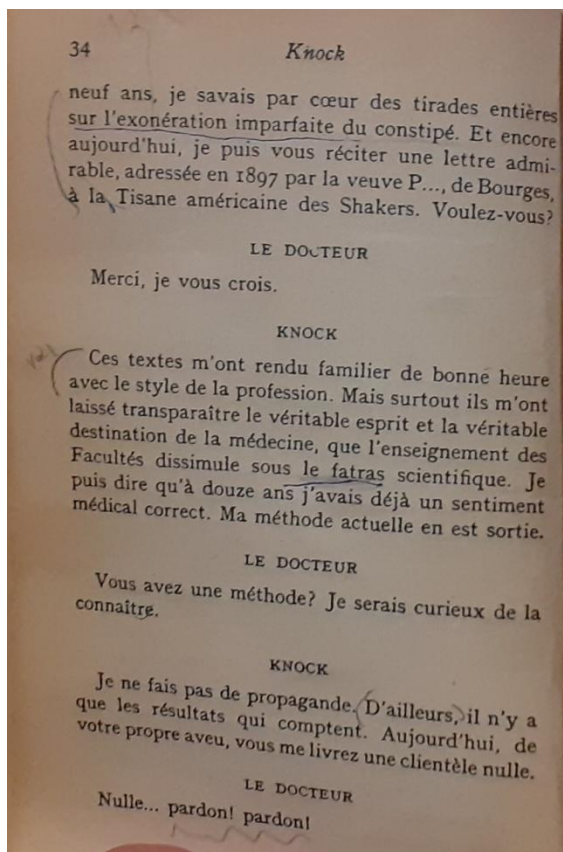 34 Knock
neuf ans, je savais par cœur des tirades entières
sur l'exonération imparfaite du constipé. Et encore
aujourd'hui, je puis vous réciter une lettre admi-
rable, adressée en 1897 par la veuve P..., de Bourges,
à la Tisane américaine des Shakers. Voulez-vous?
LE DOCTEUR
Merci, je vous crois.
KNOCK
Ces textes m'ont rendu familier de bonne heure
avec le style de la profession. Mais surtout ils m'ont
laissé transparaître le véritable esprit et la véritable
destination de la médecine, que l'enseignement des
Facultés dissimule sous le fatras scientifique. Je
puis dire qu'à douze ans j'avais déjà un sentiment
médical correct. Ma méthode actuelle en est sortie.
LE DOCTEUR
Vous avez une méthode? Je serais curieux de la
connaître.
KNOCK
Je ne fais pas de propagande. D'ailleurs, il n'y a
que les résultats qui comptent. Aujourd'hui, de
votre propre aveu, vous me livrez une clientèle nulle.
LE DOCTEUR
Nulle... pardon! pardon!